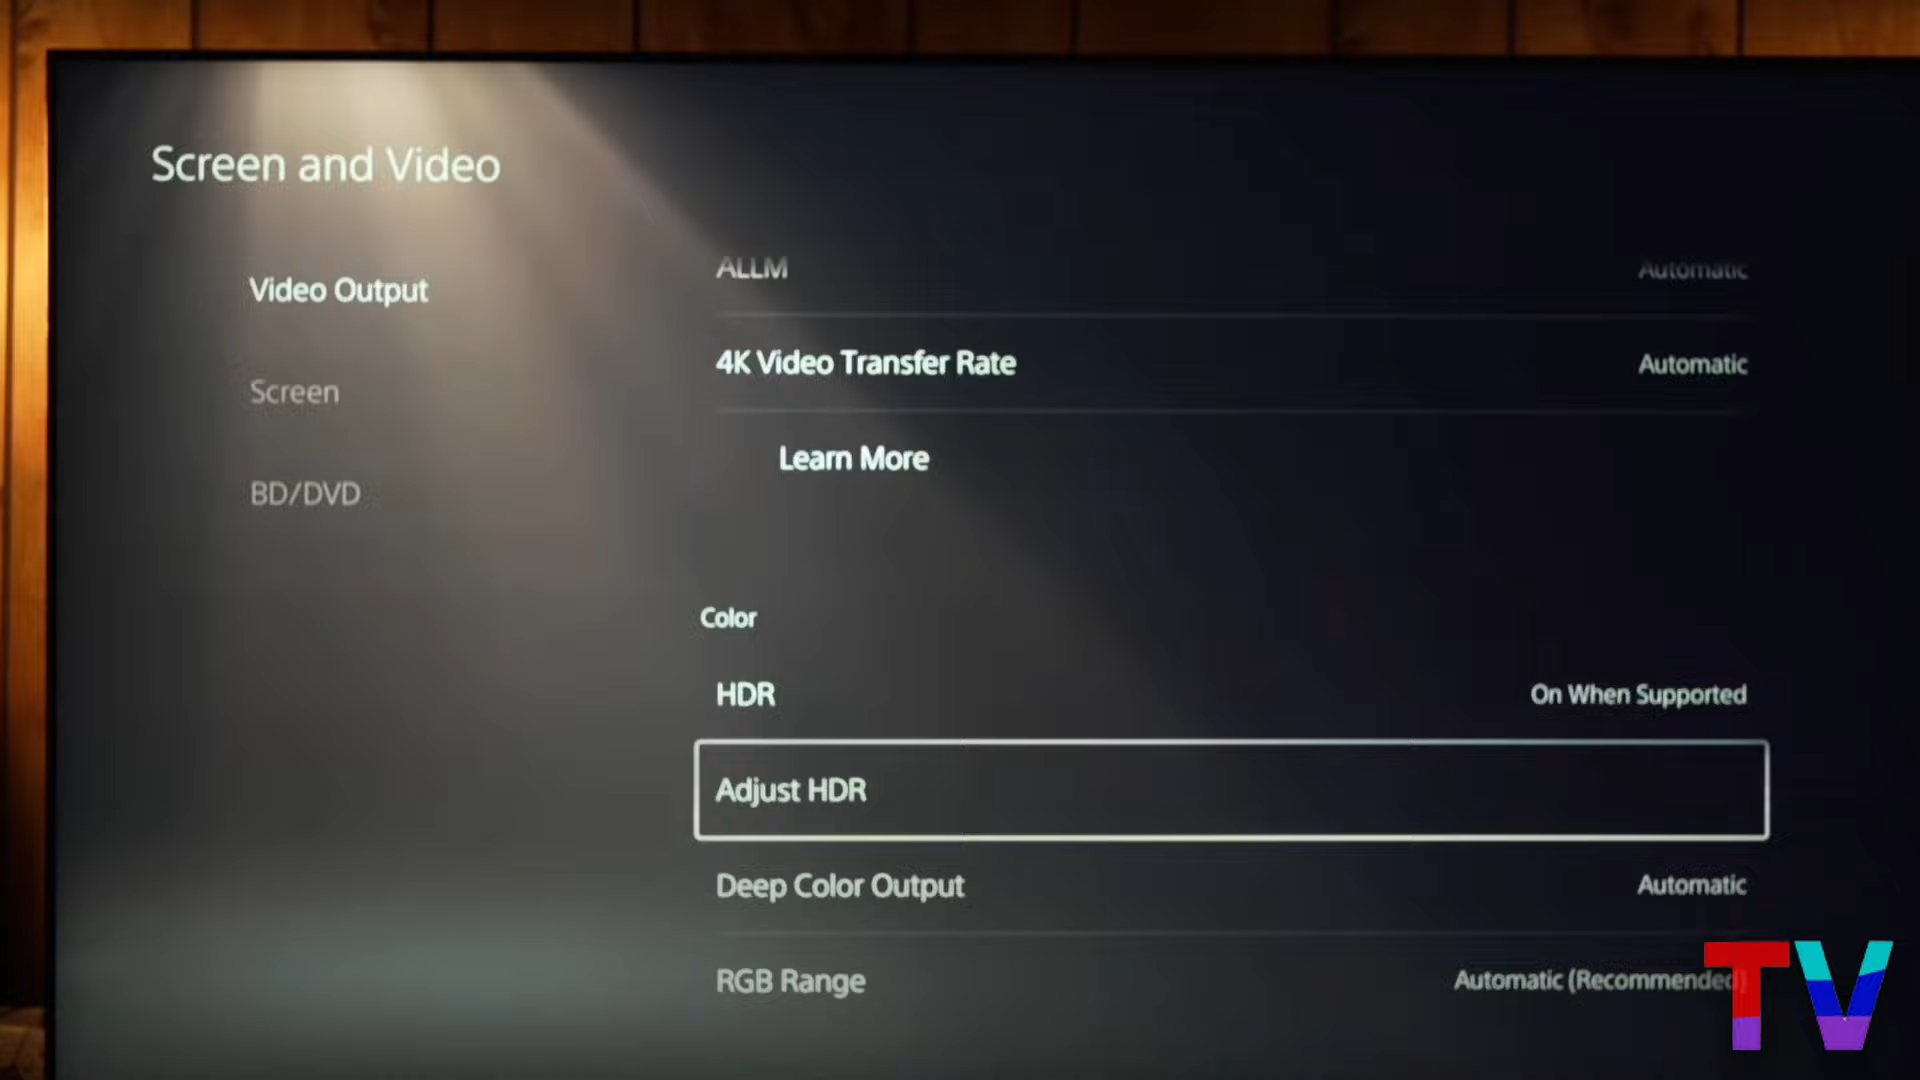 Screen and Video
Video Output
Screen
BD/DVD
ALLM Automatic
4K Video Transfer Rate Automatic
Learn More
Color
HDR On When Supported
Adjust HDR
Deep Color Output Automatic
RGB Range Automatic (Recommended)
TV